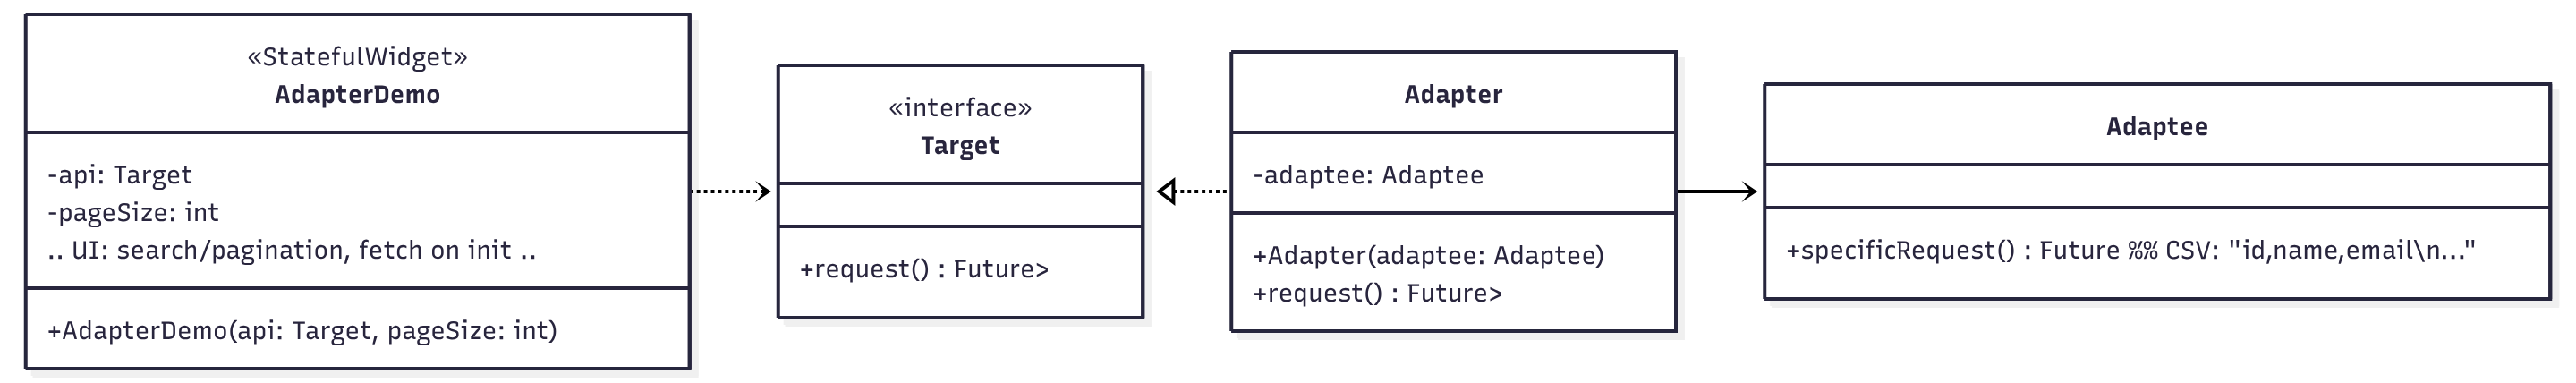 «StatefulWidget»
AdapterDemo
-api: Target
-pageSize: int
.. UI: search/pagination, fetch on init ..
+AdapterDemo(api: Target, pageSize: int)
«interface»
Target
+request() : Future>
Adapter
-adaptee: Adaptee
+Adapter(adaptee: Adaptee)
+request() : Future>
Adaptee
+specificRequest() : Future %% CSV: "id,name,email\n..."